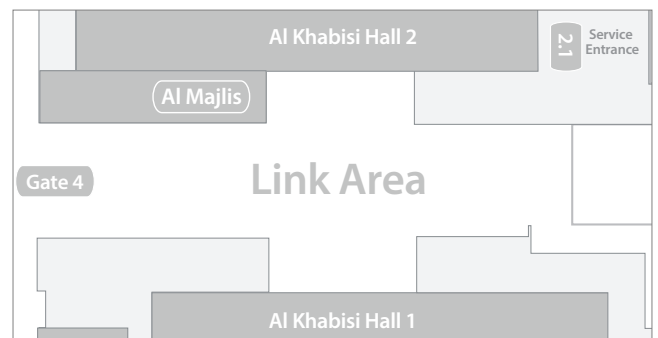 Al Khabisi Hall 2
2.1
Service
Entrance
Al Majlis
Gate 4
Link Area
Al Khabisi Hall 1